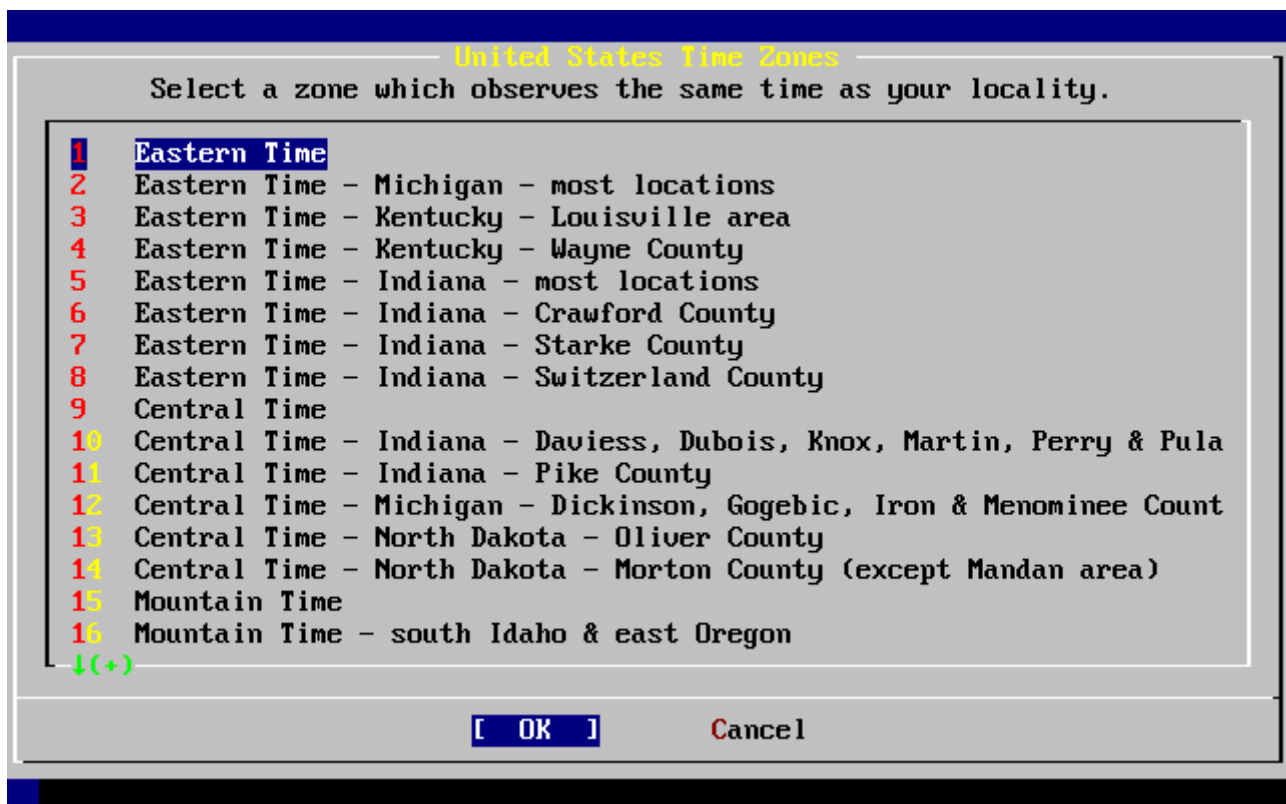 United States Time Zones
Select a zone which observes the same time as your locality.
1 Eastern Time
2 Eastern Time - Michigan - most locations
3 Eastern Time - Kentucky - Louisville area
4 Eastern Time - Kentucky - Wayne County
5 Eastern Time - Indiana - most locations
6 Eastern Time - Indiana - Crawford County
7 Eastern Time - Indiana - Starke County
8 Eastern Time - Indiana - Switzerland County
9 Central Time
10 Central Time - Indiana - Daviess, Dubois, Knox, Martin, Perry & Pula
11 Central Time - Indiana - Pike County
12 Central Time - Michigan - Dickinson, Gogebic, Iron & Menominee Count
13 Central Time - North Dakota - Oliver County
14 Central Time - North Dakota - Morton County (except Mandan area)
15 Mountain Time
16 Mountain Time - south Idaho & east Oregon
↓(+)
[ OK ] Cancel